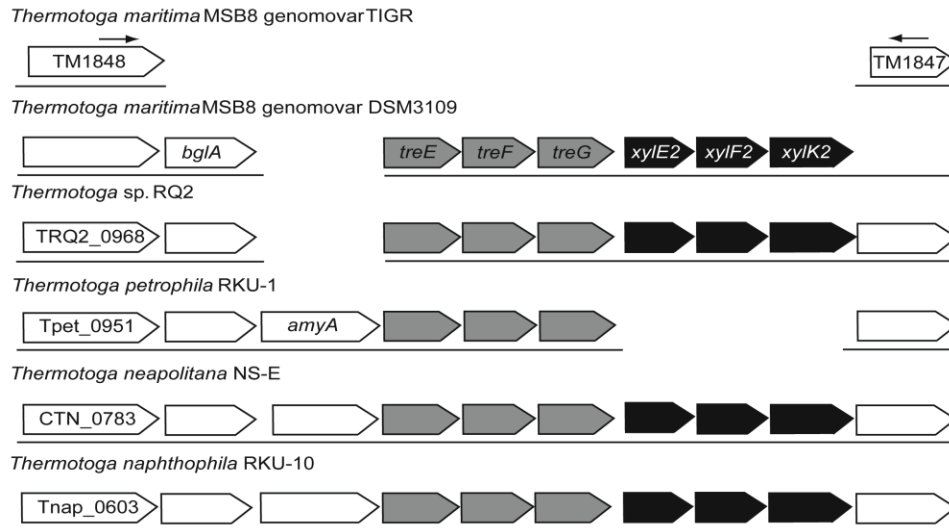 Thermotoga maritima MSB8 genomovar TIGR
TM1848 TM1847
Thermotoga maritima MSB8 genomovar DSM3109
bglA treE treF treG xylE2 xylF2 xylK2
Thermotoga sp. RQ2
TRQ2_0968
Thermotoga petrophila RKU-1
Tpet_0951 amyA
Thermotoga neapolitana NS-E
CTN_0783
Thermotoga naphthophila RKU-10
Tnap_0603